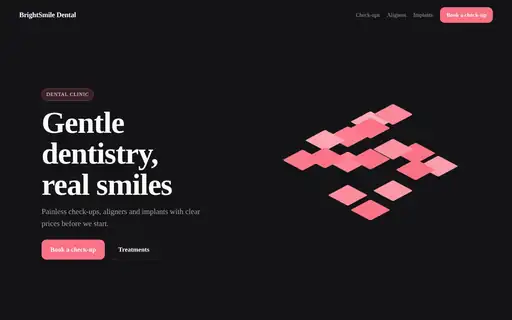 BrightSmile Dental
Check-ups Aligners Implants Book a check-up
DENTAL CLINIC
Gentle
dentistry,
real smiles
Painless check-ups, aligners and implants with clear
prices before we start.
Book a check-up Treatments